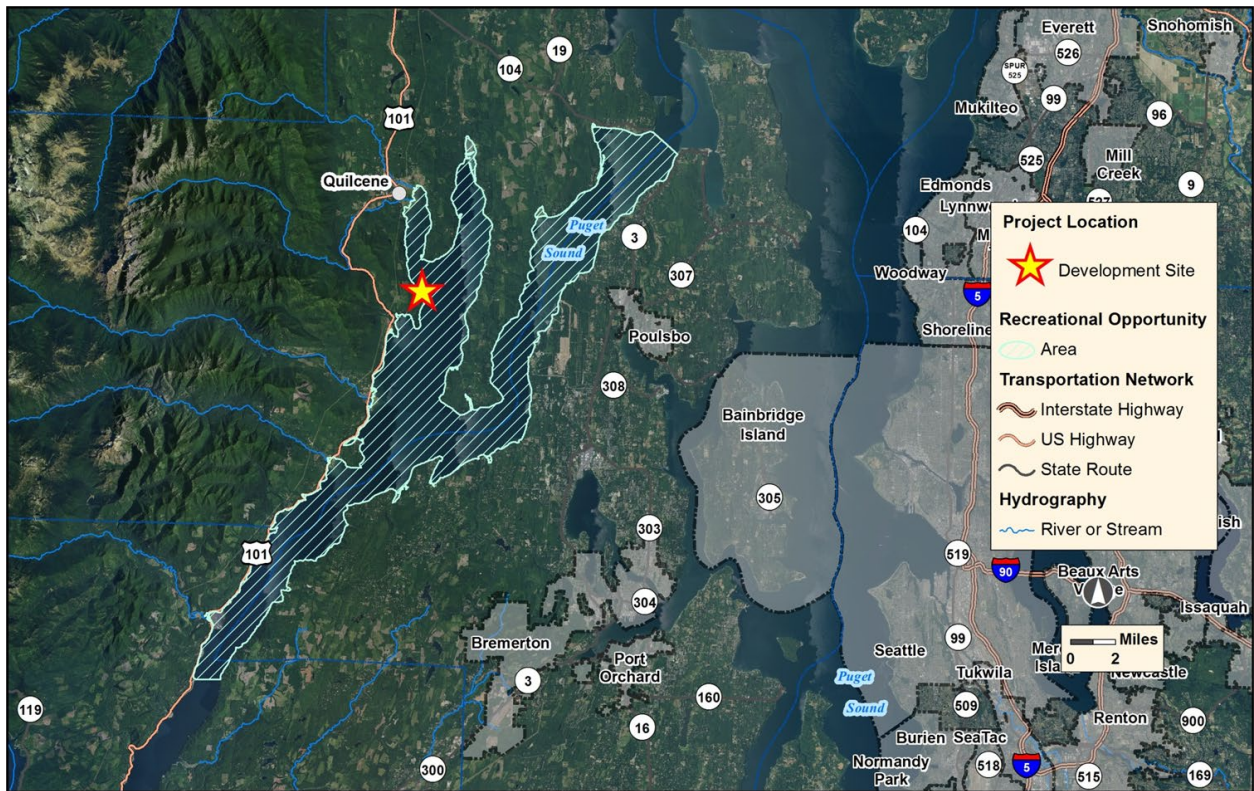 19
104
101
Quilcene
Puget
Sound
3
307
Poulsbo
308
Bainbridge
Island
305
303
304
Bremerton
3
Port
Orchard
160
16
300
119
101
Everett
526
Snohomish
SPUR
525
99
Mukilteo
96
525
Mill
Creek
9
Edmonds
104
Woodway
5
Shoreline
Project Location
Development Site
Recreational Opportunity
Area
Transportation Network
Interstate Highway
US Highway
State Route
Hydrography
River or Stream
519
90
Beaux Arts
Issaquah
Miles
0 2
99
Seattle
Tukwila
Newcastle
Puget
Sound
509
Renton
900
Burien
SeaTac
Normandy
Park
518
5
515
169